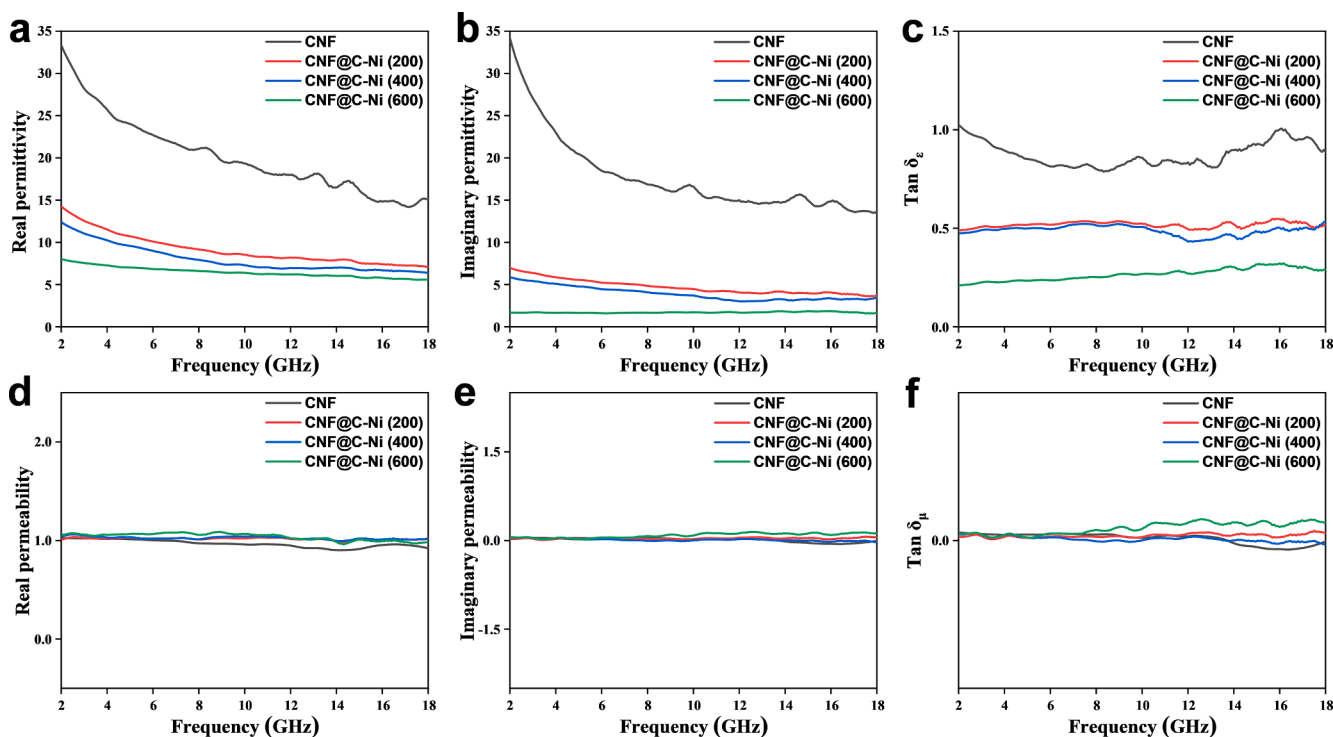 a
35
30
25
20
15
10
5
0
Real permittivity
CNF
CNF@C-Ni (200)
CNF@C-Ni (400)
CNF@C-Ni (600)
2 4 6 8 10 12 14 16 18
Frequency (GHz)
b
35
30
25
20
15
10
5
0
Imaginary permittivity
CNF
CNF@C-Ni (200)
CNF@C-Ni (400)
CNF@C-Ni (600)
2 4 6 8 10 12 14 16 18
Frequency (GHz)
c
1.5
1.0
0.5
0.0
Tan δε
CNF
CNF@C-Ni (200)
CNF@C-Ni (400)
CNF@C-Ni (600)
2 4 6 8 10 12 14 16 18
Frequency (GHz)
d
2.0
1.0
0.0
Real permeability
CNF
CNF@C-Ni (200)
CNF@C-Ni (400)
CNF@C-Ni (600)
2 4 6 8 10 12 14 16 18
Frequency (GHz)
e
1.5
0.0
-1.5
Imaginary permeability
CNF
CNF@C-Ni (200)
CNF@C-Ni (400)
CNF@C-Ni (600)
2 4 6 8 10 12 14 16 18
Frequency (GHz)
f
0.0
Tan δμ
CNF
CNF@C-Ni (200)
CNF@C-Ni (400)
CNF@C-Ni (600)
2 4 6 8 10 12 14 16 18
Frequency (GHz)